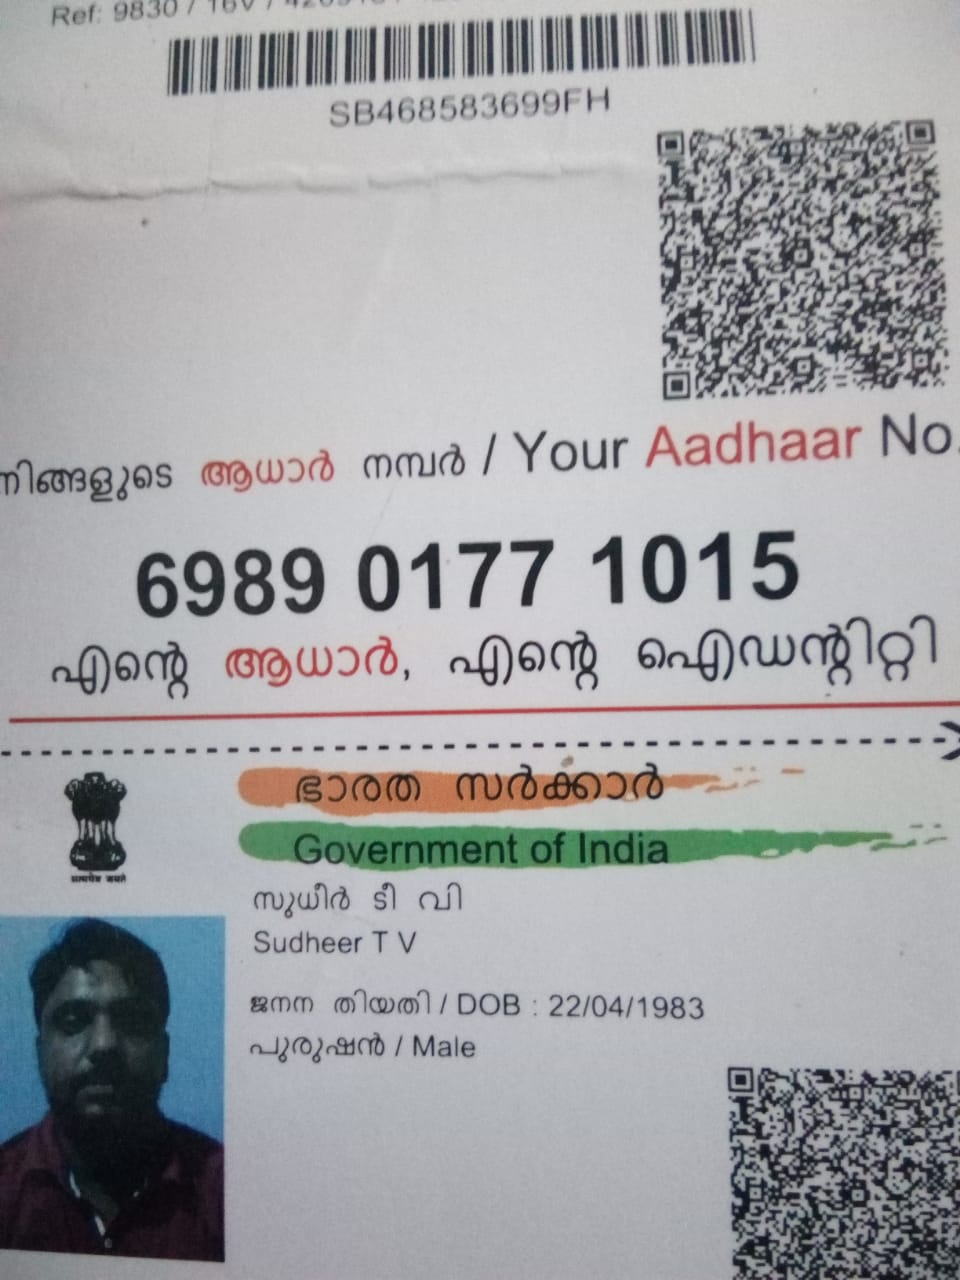 Ref: 9830 / 16V /
SB468583699FH
നിങ്ങളുടെ ആധാർ നമ്പർ / Your Aadhaar No.
6989 0177 1015
എന്റെ ആധാർ, എന്റെ ഐഡന്റിറ്റി
ഭാരത സർക്കാർ
Government of India
सत्यमेव जयते
സുധീർ ടീ വി
Sudheer T V
ജനന തിയതി / DOB : 22/04/1983
പുരുഷൻ / Male